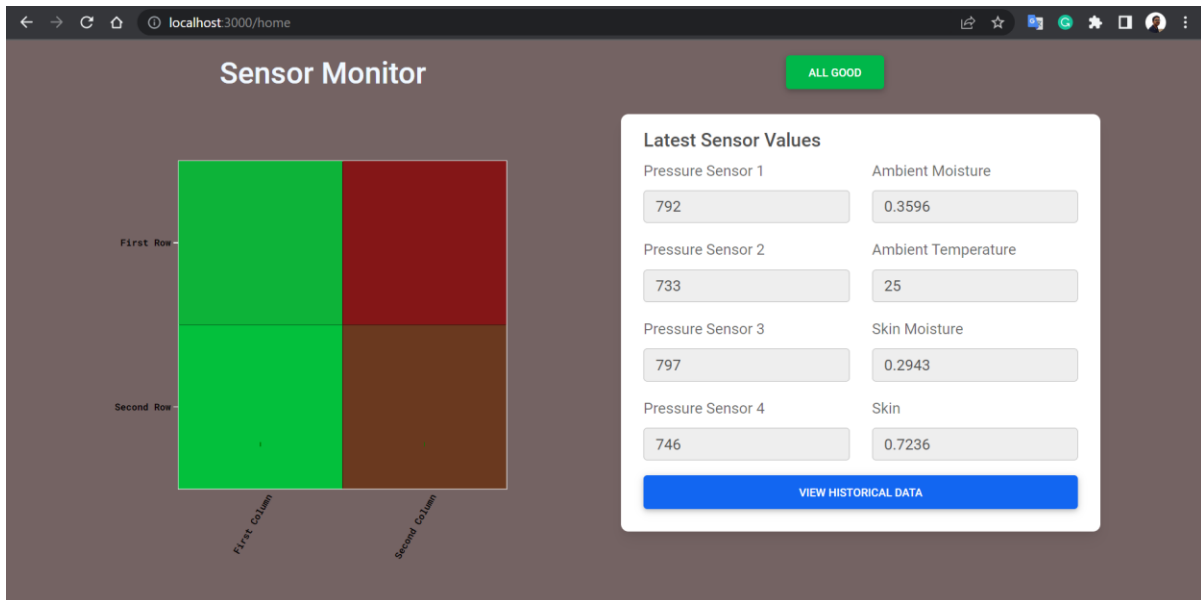 localhost:3000/home
Sensor Monitor
ALL GOOD
First Row
Second Row
First Column
Second Column
Latest Sensor Values
Pressure Sensor 1
792
Ambient Moisture
0.3596
Pressure Sensor 2
733
Ambient Temperature
25
Pressure Sensor 3
797
Skin Moisture
0.2943
Pressure Sensor 4
746
Skin
0.7236
VIEW HISTORICAL DATA